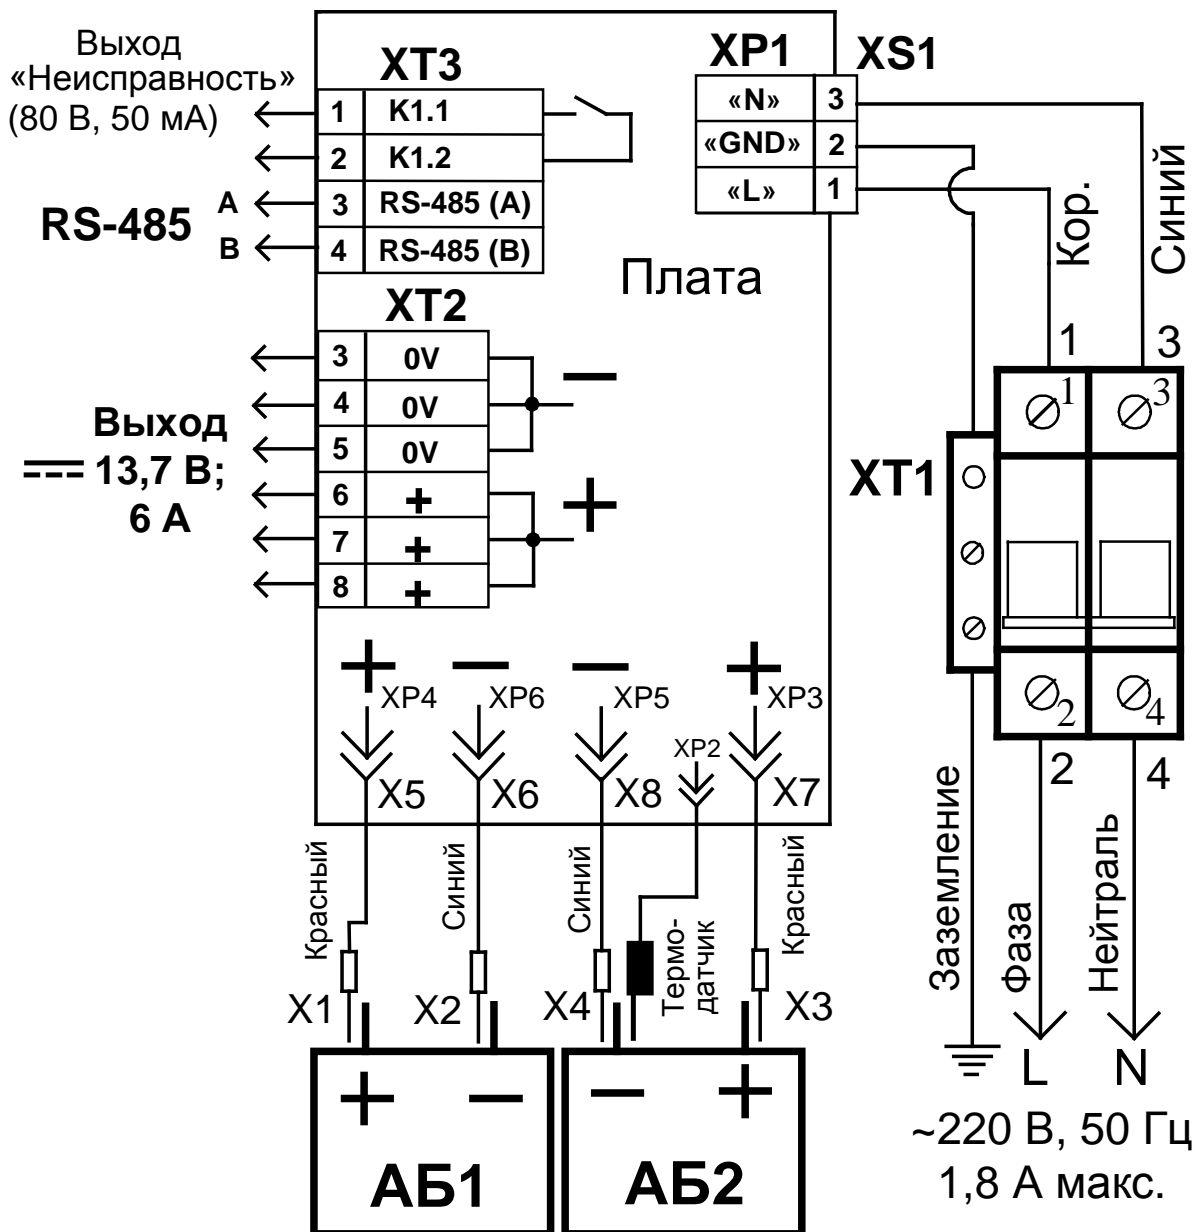 Выход
«Неисправность»
(80 В, 50 мА)
XT3
1 K1.1
2 K1.2
A 3 RS-485 (A)
B 4 RS-485 (B)
RS-485
XP1 XS1
«N» 3
«GND» 2
«L» 1
Плата
Кор.
Синий
XT2
3 0V
4 0V
5 0V
6 +
7 +
8 +
Выход
13,7 В;
6 А
− +
1 3
1 3
XT1
2 4
2 4
+ − − +
XP4 XP6 XP5 XP2 XP3
X5 X6 X8 X7
Красный
Синий
Синий
Термо-
датчик
Красный
Заземление
Фаза
Нейтраль
X1 X2 X4 X3
+ − − +
АБ1 АБ2
L N
~220 В, 50 Гц
1,8 А макс.